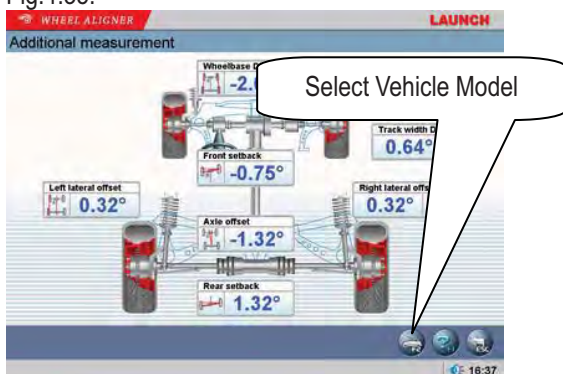 Fig.1.
WHEEL ALIGNER LAUNCH
Additional measurement
Wheelbase D
-2.
Select Vehicle Model
Track width D
0.64°
Front setback
-0.75°
Left lateral offset
0.32°
Right lateral offs
0.32°
Axle offset
-1.32°
Rear setback
1.32°
16:37